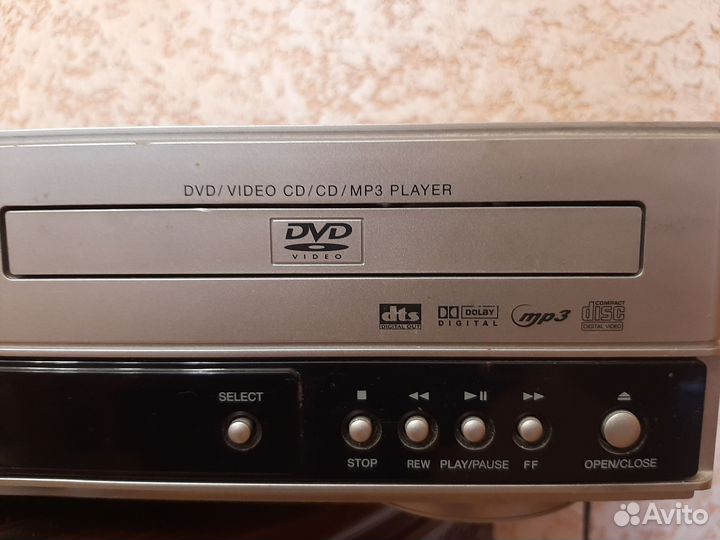 DVD/VIDEO CD/CD/MP3 PLAYER
DVD
VIDEO
dts
DIGITAL OUT
DOLBY
DIGITAL
mp3
COMPACT
disc
DIGITAL VIDEO
SELECT
STOP
REW
PLAY/PAUSE
FF
OPEN/CLOSE
Avito